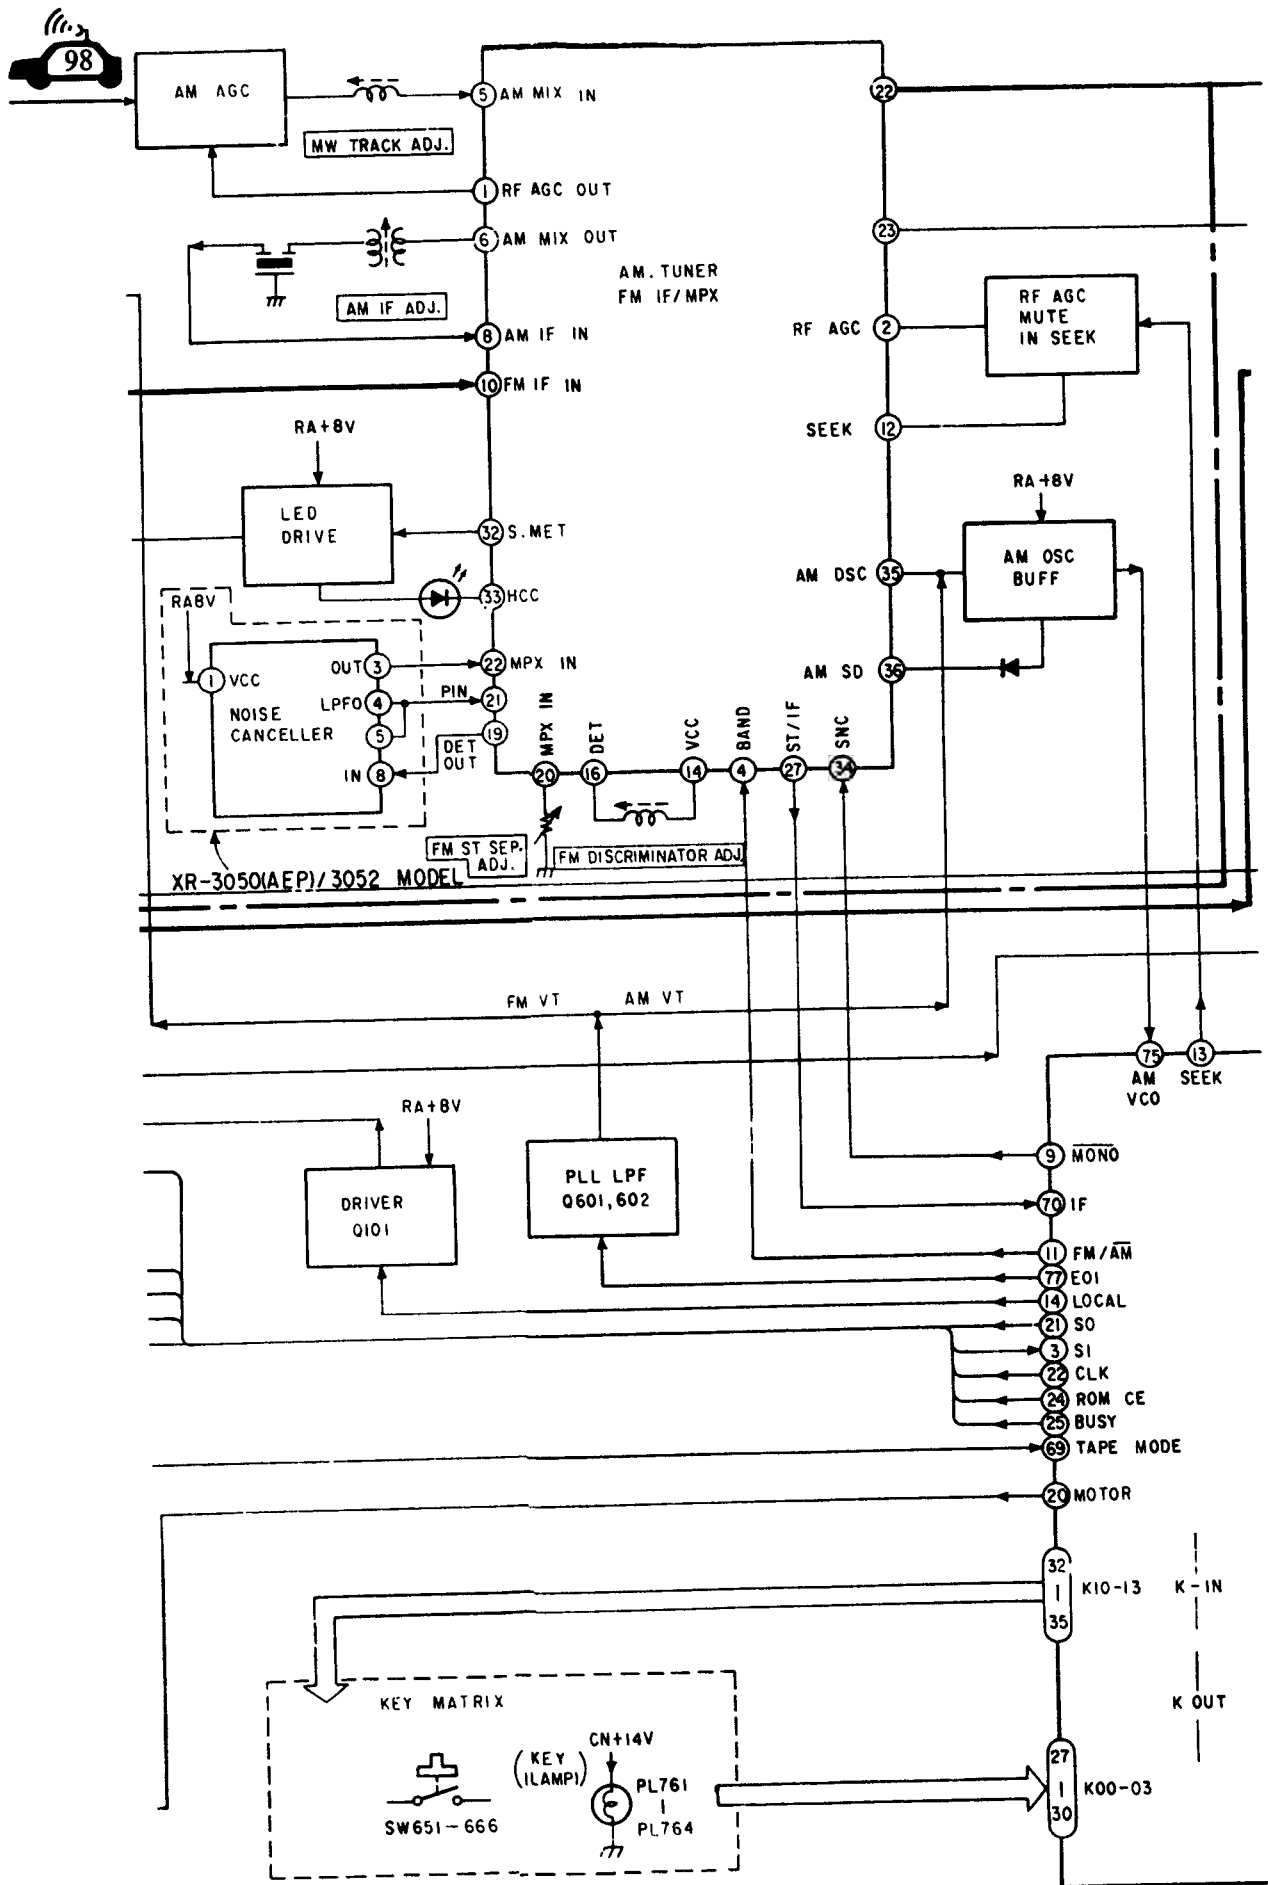 98
AM AGC
MW TRACK ADJ.
5 AM MIX IN
1 RF AGC OUT
6 AM MIX OUT
AM IF ADJ.
8 AM IF IN
10 FM IF IN
AM. TUNER
FM IF/MPX
22
23
RF AGC 2
RF AGC
MUTE
IN SEEK
SEEK 12
RA+8V
LED
DRIVE
32 S.MET
33 HCC
RA+8V
AM OSC
BUFF
AM OSC 35
AM SD 36
RA8V
1 VCC
NOISE
CANCELLER
OUT 3
LPFO 4
5
IN 8
22 MPX IN
PIN 21
19
DET
OUT
MPX IN
20
DET
16
VCC
14
BAND
4
ST/IF
27
SNC
34
FM ST SEP.
ADJ.
FM DISCRIMINATOR ADJ.
XR-3050(AEP)/3052 MODEL
FM VT AM VT
75 13
AM SEEK
VCO
RA+8V
DRIVER
Q101
PLL LPF
Q601,602
9 MONO
70 IF
11 FM/AM
77 EO1
14 LOCAL
21 SO
3 SI
22 CLK
24 ROM CE
25 BUSY
69 TAPE MODE
20 MOTOR
32
35
K10-13 K-IN
K OUT
27
30
K00-03
KEY MATRIX
SW651-666
(KEY
ILAMP1)
CN+14V
PL761
PL764